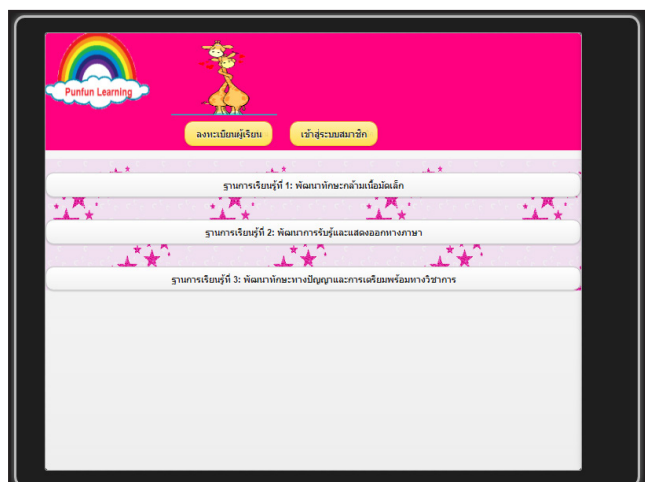 Punfun Learning
ลงทะเบียนผู้เรียน
เข้าสู่ระบบสมาชิก
ฐานการเรียนรู้ที่ 1: พัฒนาทักษะกล้ามเนื้อมัดเล็ก
ฐานการเรียนรู้ที่ 2: พัฒนาการรับรู้และแสดงออกทางภาษา
ฐานการเรียนรู้ที่ 3: พัฒนาทักษะทางปัญญาและการเตรียมพร้อมทางวิชาการ